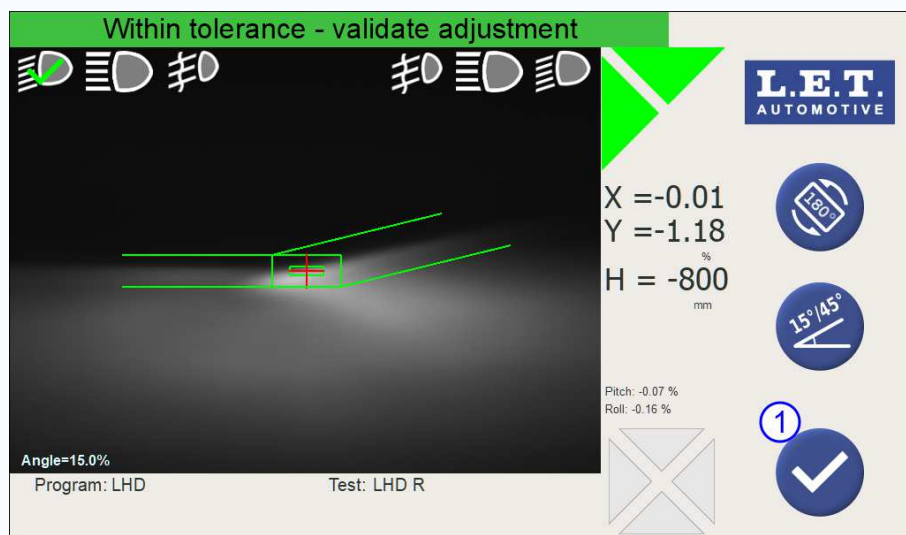 Within tolerance - validate adjustment
L.E.T.
AUTOMOTIVE
180°
X =-0.01
Y =-1.18
%
H = -800
mm
15°/45°
Pitch: -0.07 %
Roll: -0.16 %
1
Angle=15.0%
Program: LHD
Test: LHD R